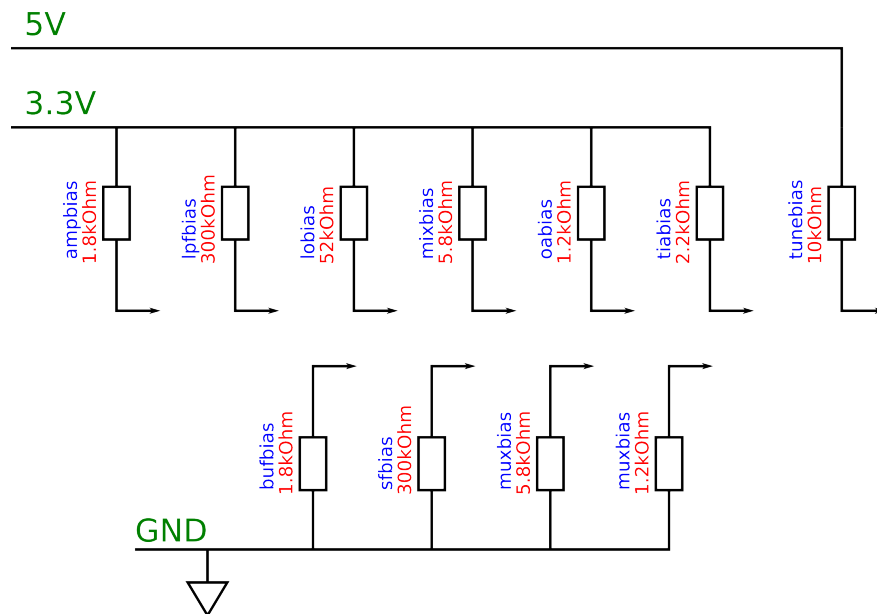 5V
3.3V
ampbias
1.8kOhm
lpfbias
300kOhm
lobias
52kOhm
mixbias
5.8kOhm
oabias
1.2kOhm
tiabias
2.2kOhm
tunebias
10kOhm
bufbias
1.8kOhm
sfbias
300kOhm
muxbias
5.8kOhm
muxbias
1.2kOhm
GND